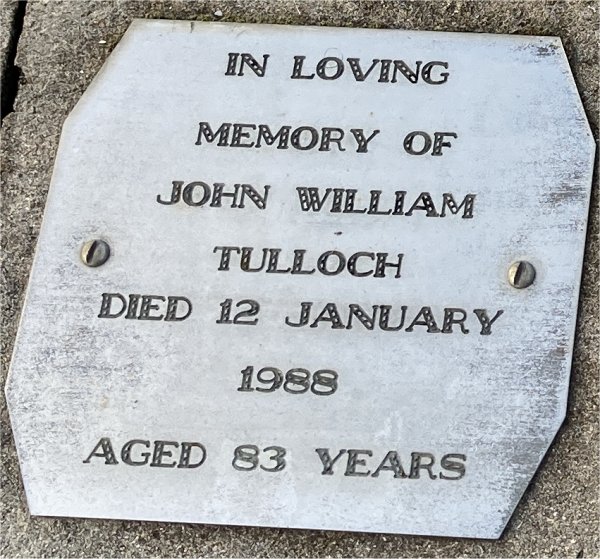 IN LOVING
MEMORY OF
JOHN WILLIAM
TULLOCH
DIED 12 JANUARY
1988
AGED 83 YEARS